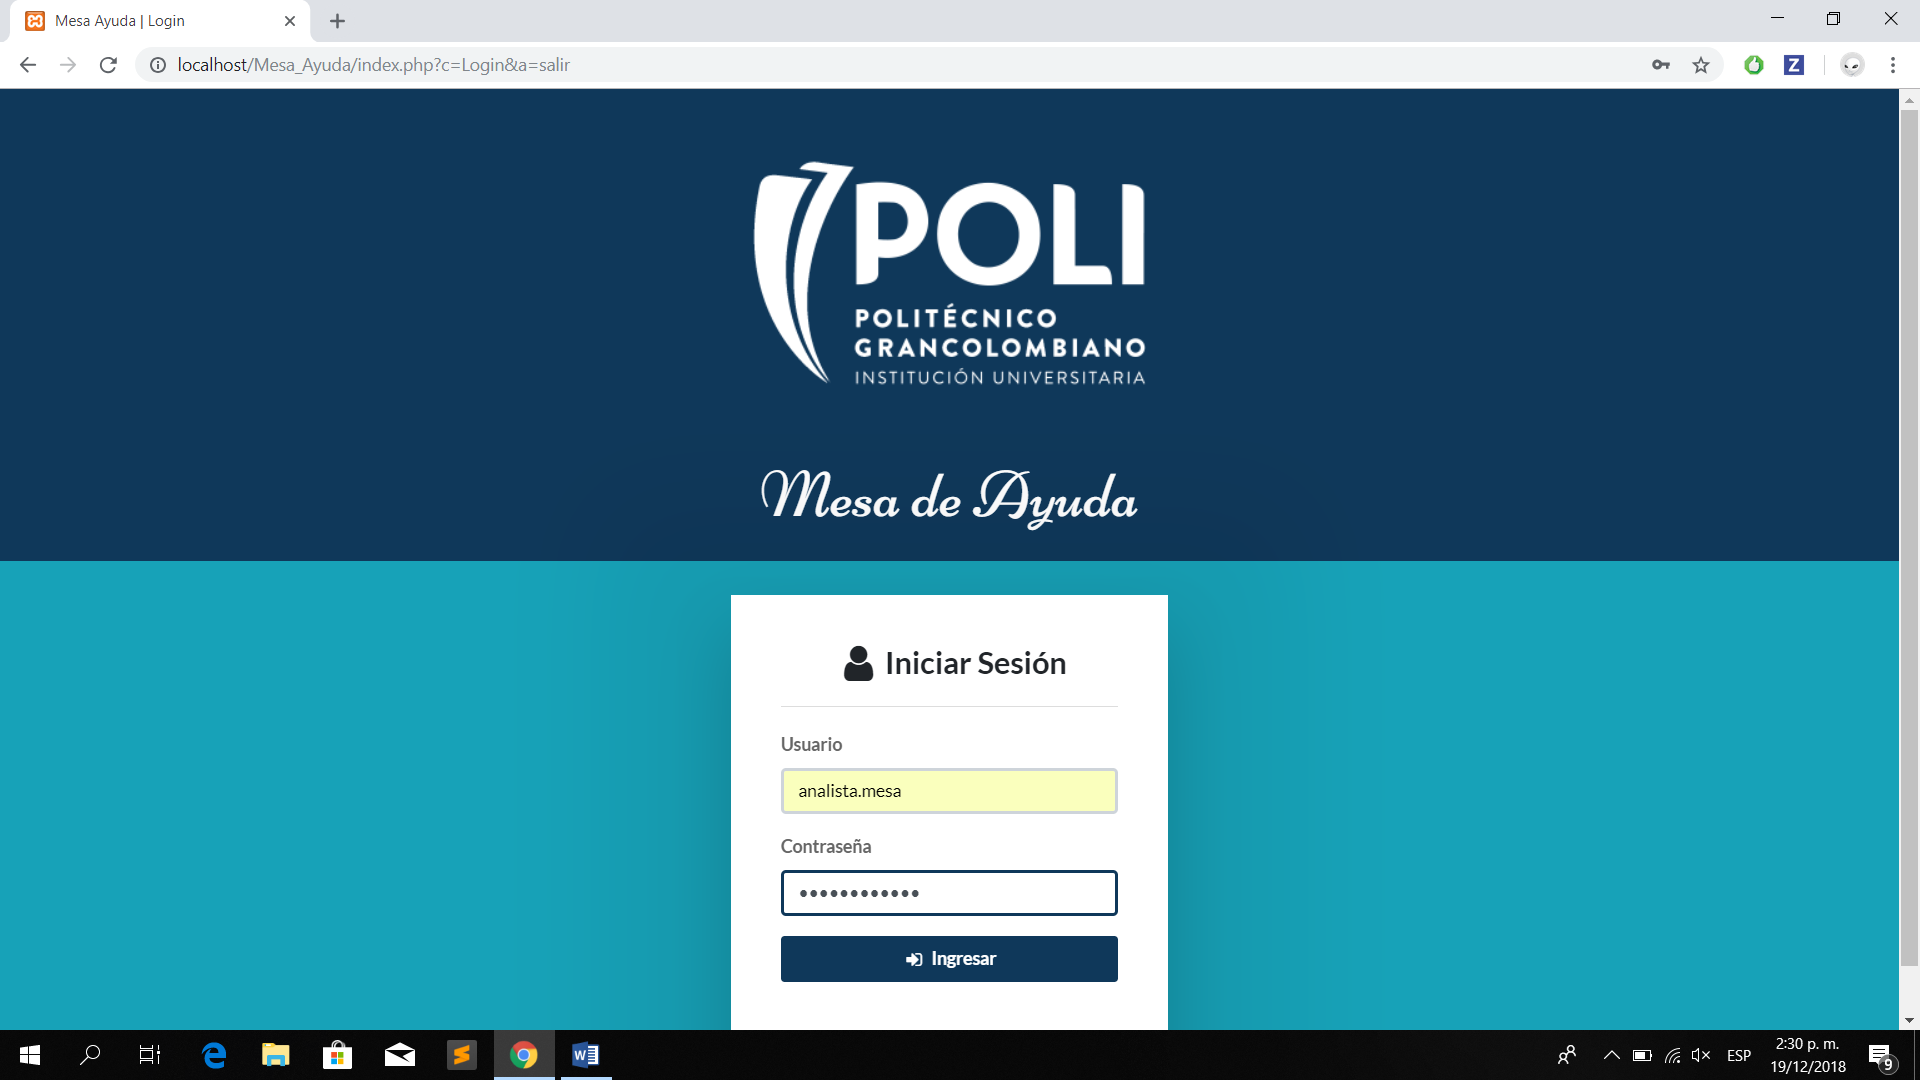 Mesa Ayuda | Login
localhost/Mesa_Ayuda/index.php?c=Login&a=salir
Z
POLI
POLITÉCNICO
GRANCOLOMBIANO
INSTITUCIÓN UNIVERSITARIA
Mesa de Ayuda
Iniciar Sesión
Usuario
analista.mesa
Contraseña
••••••••••••
Ingresar
ESP
2:30 p. m.
19/12/2018
9